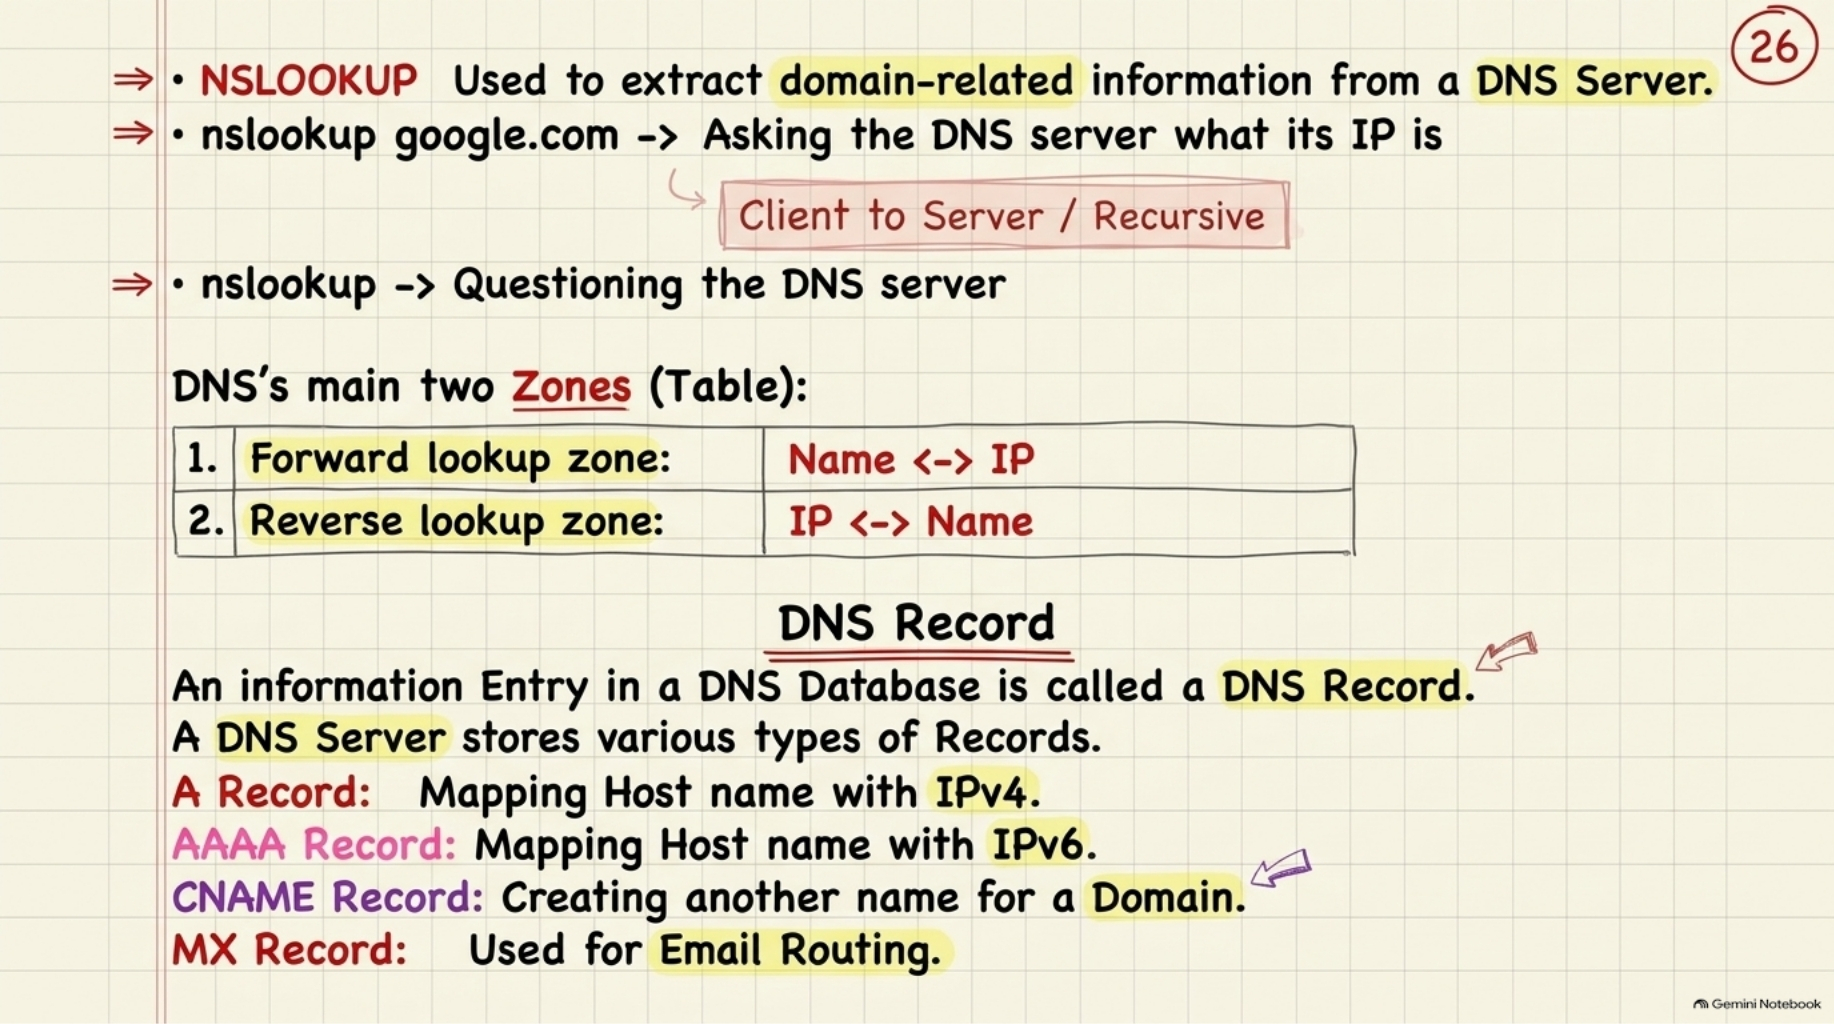 26
⇒ • NSLOOKUP Used to extract domain-related information from a DNS Server.
⇒ • nslookup google.com -> Asking the DNS server what its IP is
Client to Server / Recursive
⇒ • nslookup -> Questioning the DNS server
DNS's main two Zones (Table):
1. Forward lookup zone: Name <-> IP
2. Reverse lookup zone: IP <-> Name
DNS Record
An information Entry in a DNS Database is called a DNS Record.
A DNS Server stores various types of Records.
A Record: Mapping Host name with IPv4.
AAAA Record: Mapping Host name with IPv6.
CNAME Record: Creating another name for a Domain.
MX Record: Used for Email Routing.
Gemini Notebook